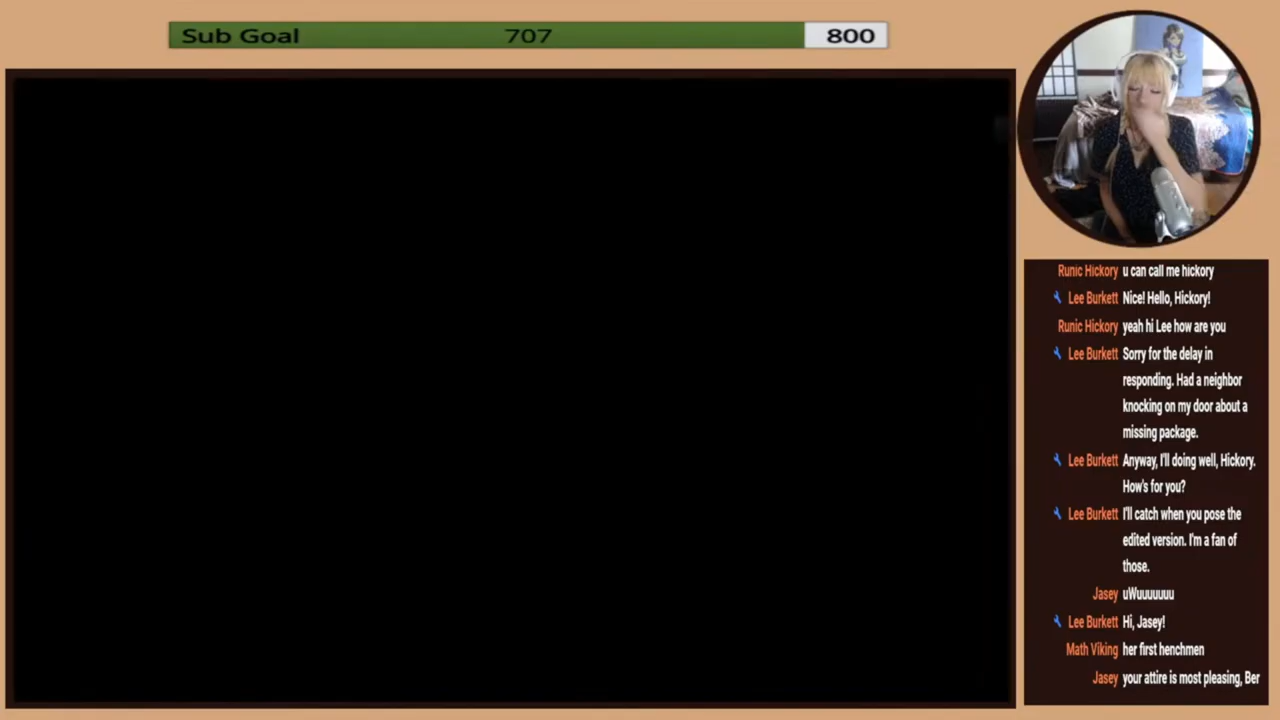 Sub Goal 707 800
Runic Hickory u can call me hickory
Lee Burkett Nice! Hello, Hickory!
Runic Hickory yeah hi Lee how are you
Lee Burkett Sorry for the delay in
responding. Had a neighbor
knocking on my door about a
missing package.
Lee Burkett Anyway, I'll doing well, Hickory.
How's for you?
Lee Burkett I'll catch when you pose the
edited version. I'm a fan of
those.
Jasey uWuuuuuuu
Lee Burkett Hi, Jasey!
Math Viking her first henchmen
Jasey your attire is most pleasing, Ber